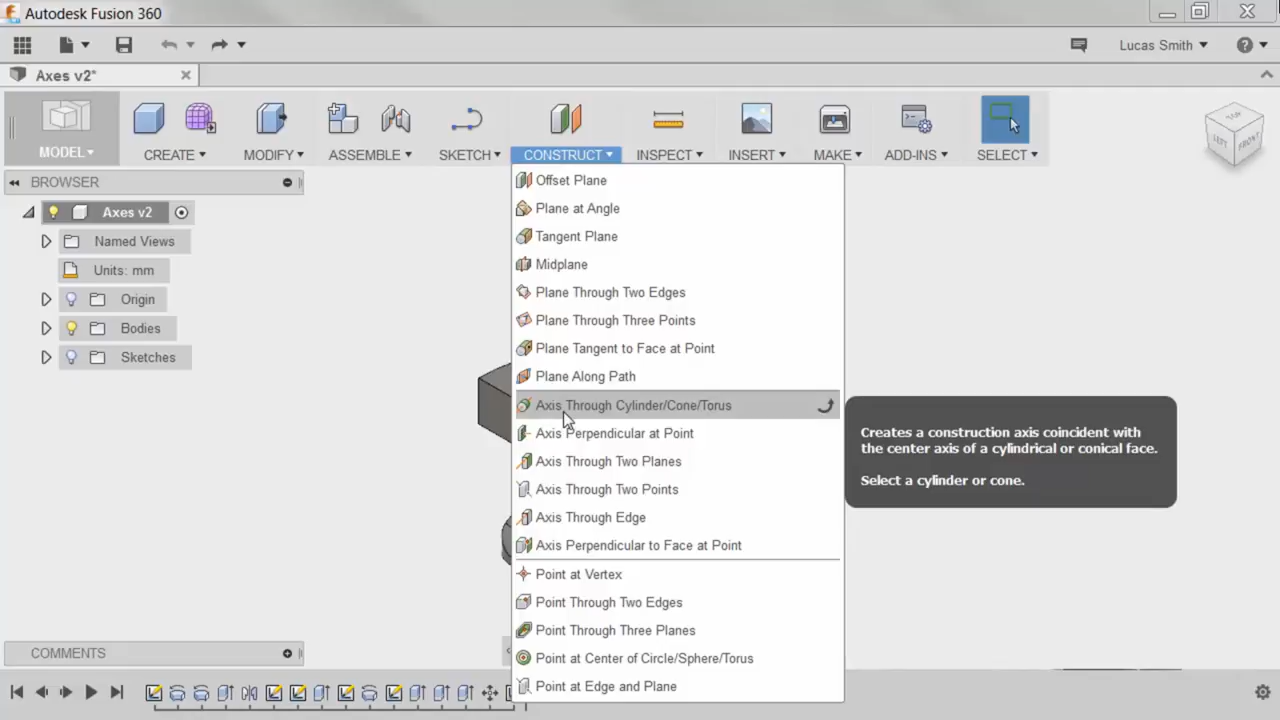 Autodesk Fusion 360
Lucas Smith
Axes v2*
MODEL
CREATE
MODIFY
ASSEMBLE
SKETCH
CONSTRUCT
INSPECT
INSERT
MAKE
ADD-INS
SELECT
TOP
LEFT
FRONT
BROWSER
Axes v2
Named Views
Units: mm
Origin
Bodies
Sketches
Offset Plane
Plane at Angle
Tangent Plane
Midplane
Plane Through Two Edges
Plane Through Three Points
Plane Tangent to Face at Point
Plane Along Path
Axis Through Cylinder/Cone/Torus
Axis Perpendicular at Point
Axis Through Two Planes
Axis Through Two Points
Axis Through Edge
Axis Perpendicular to Face at Point
Point at Vertex
Point Through Two Edges
Point Through Three Planes
Point at Center of Circle/Sphere/Torus
Point at Edge and Plane
Creates a construction axis coincident with
the center axis of a cylindrical or conical face.
Select a cylinder or cone.
COMMENTS